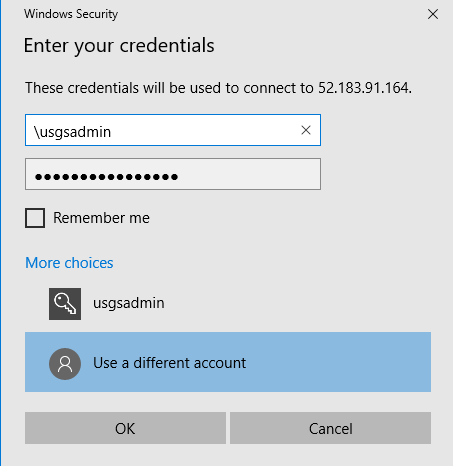 Windows Security
Enter your credentials
These credentials will be used to connect to 52.183.91.164.
\usgsadmin
●●●●●●●●●●●●●●●●
Remember me
More choices
usgsadmin
Use a different account
OK
Cancel